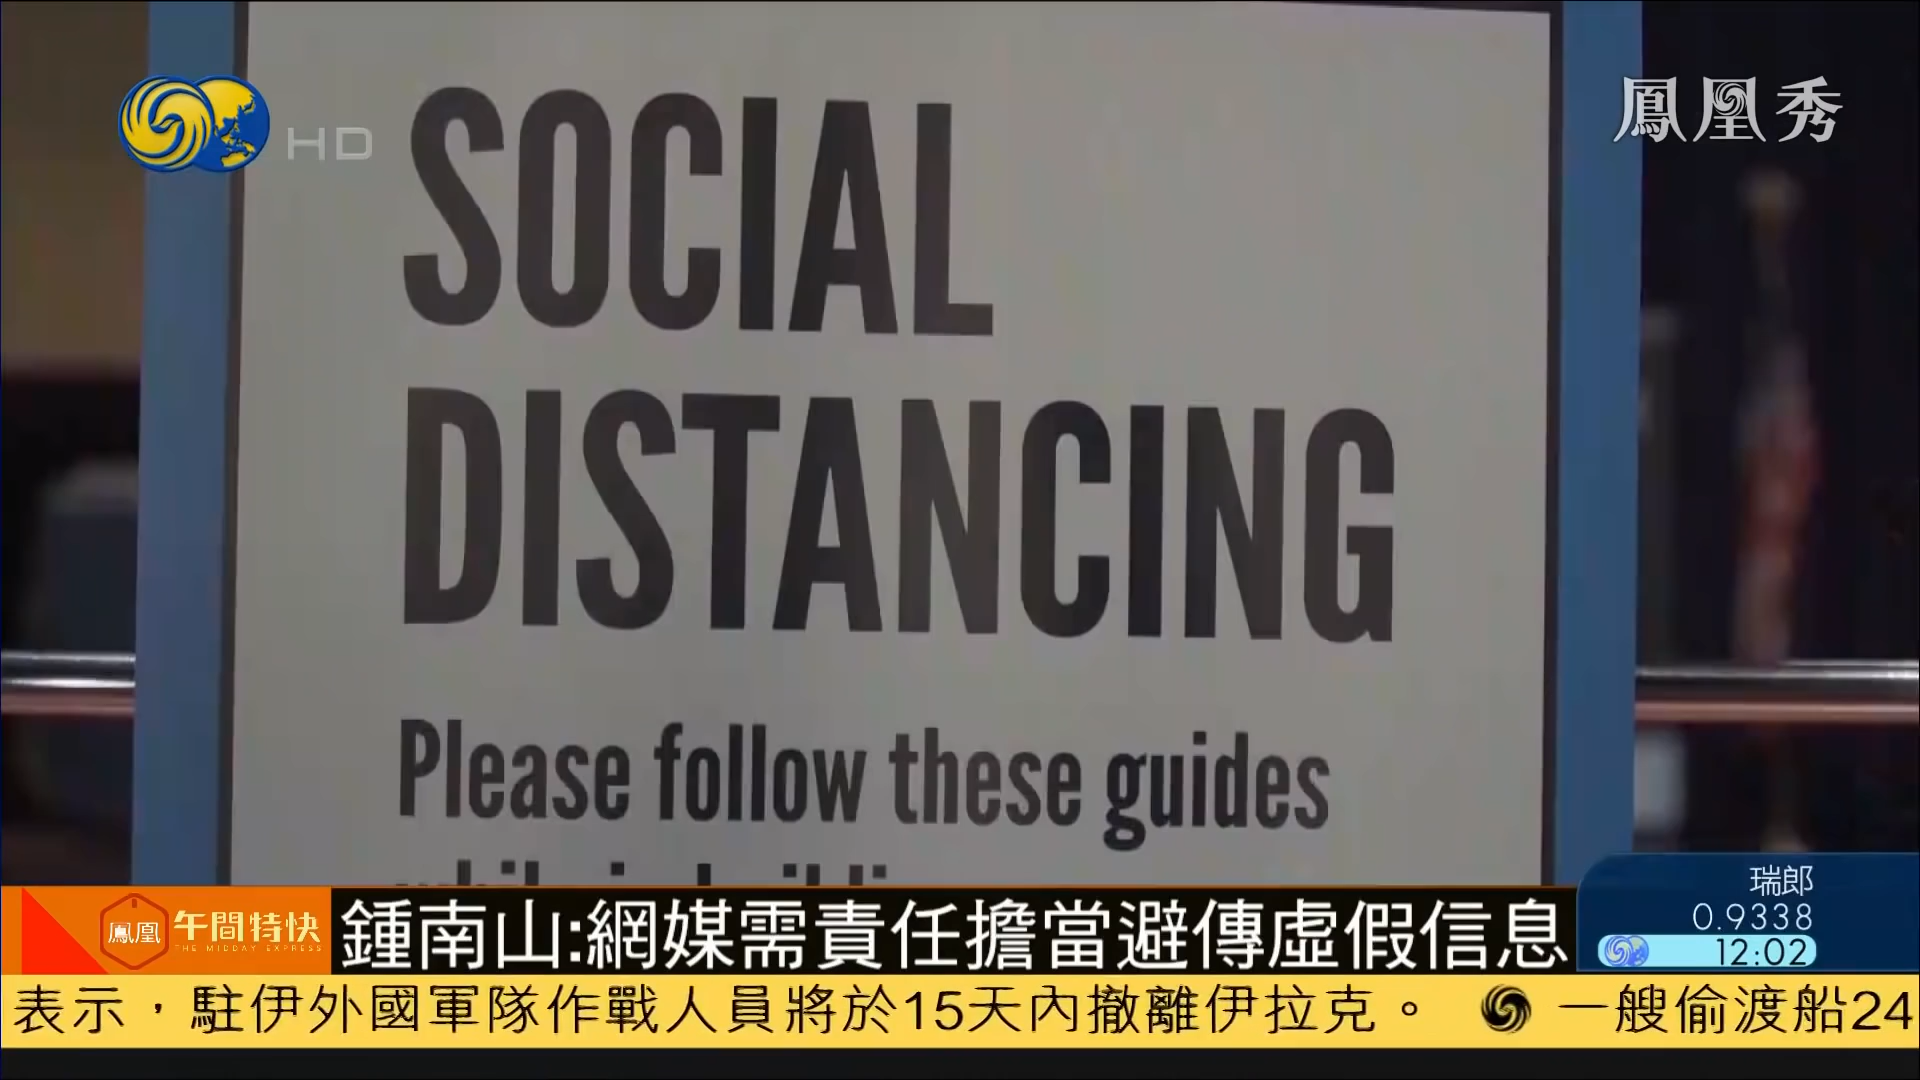 HD
鳳凰秀
SOCIAL
DISTANCING
Please follow these guides
瑞郎
0.9338
12:02
鳳凰
午間特快
THE MIDDAY EXPRESS
鍾南山:網媒需責任擔當避傳虛假信息
表示，駐伊外國軍隊作戰人員將於15天內撤離伊拉克。 一艘偷渡船24